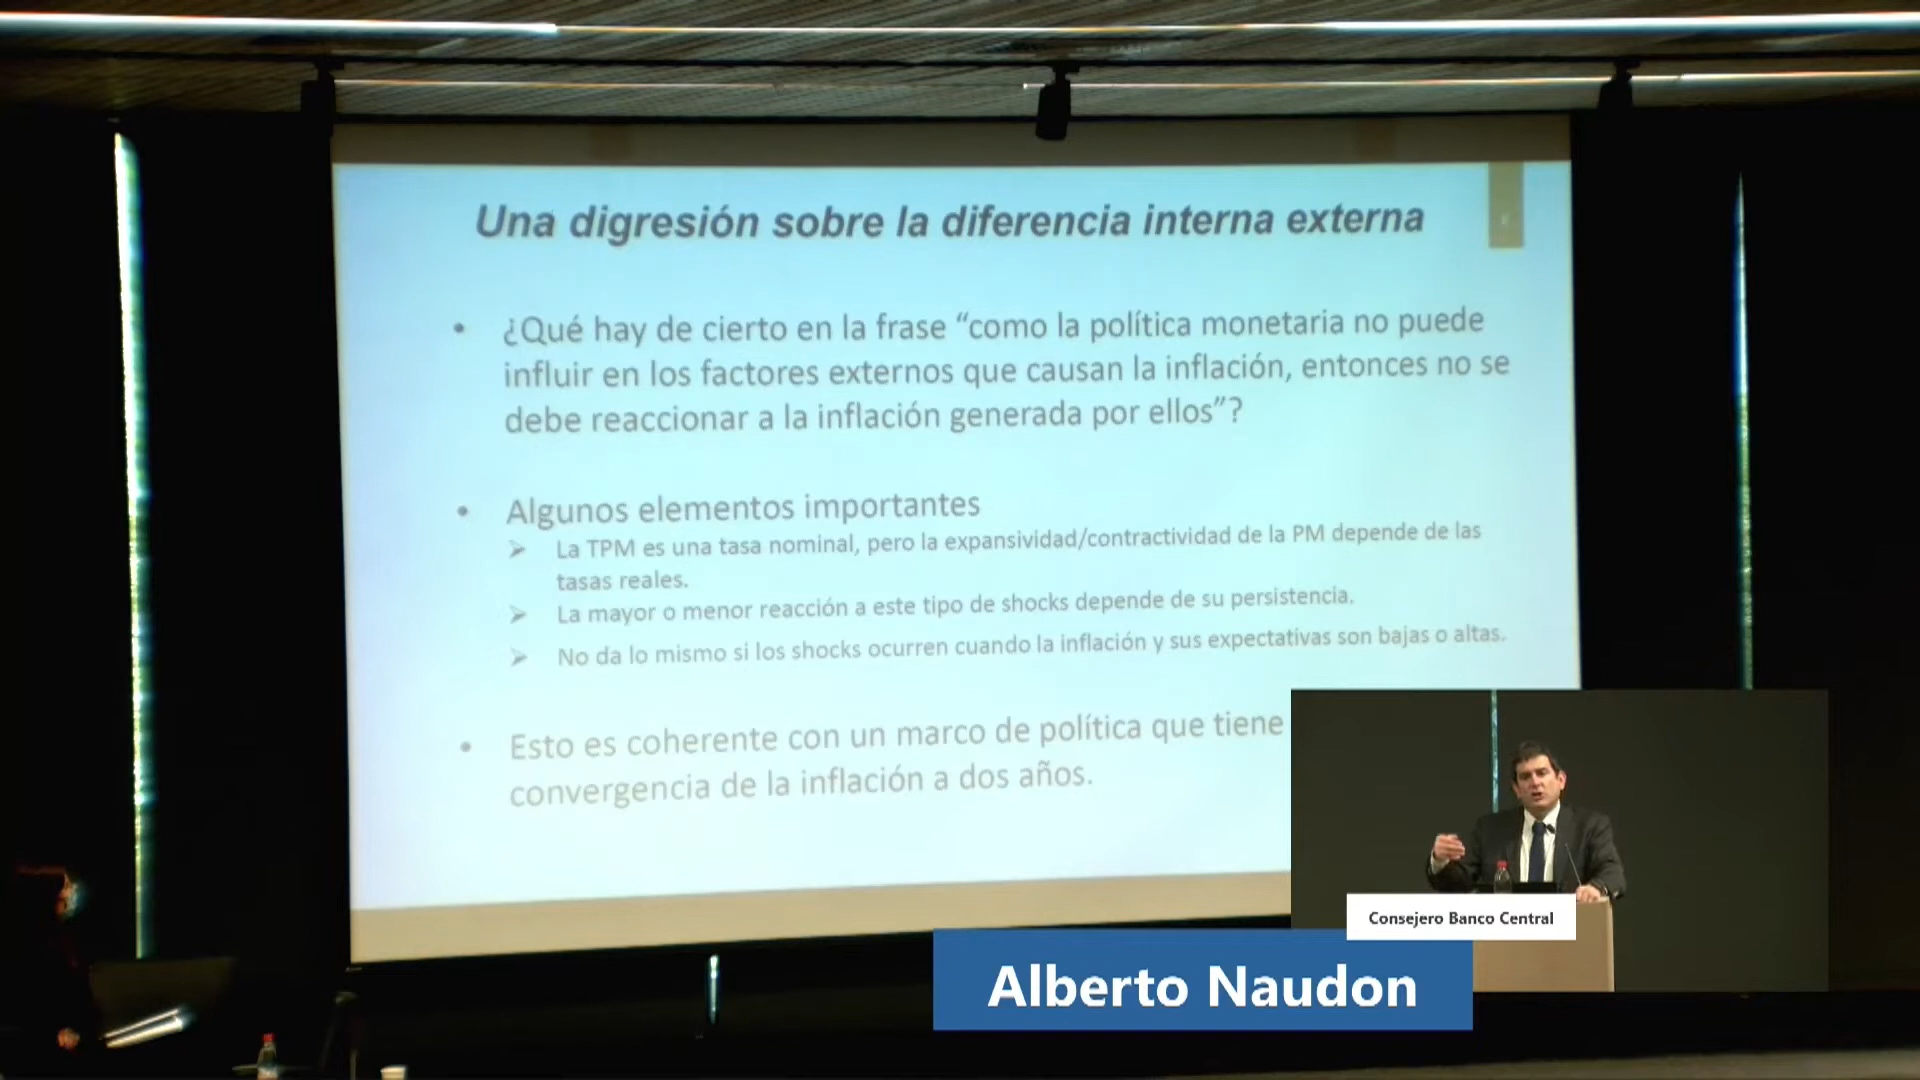 Una digresión sobre la diferencia interna externa
• ¿Qué hay de cierto en la frase “como la política monetaria no puede
influir en los factores externos que causan la inflación, entonces no se
debe reaccionar a la inflación generada por ellos”?
• Algunos elementos importantes
➢ La TPM es una tasa nominal, pero la expansividad/contractividad de la PM depende de las
tasas reales.
➢ La mayor o menor reacción a este tipo de shocks depende de su persistencia.
➢ No da lo mismo si los shocks ocurren cuando la inflación y sus expectativas son bajas o altas.
• Esto es coherente con un marco de política que tiene
convergencia de la inflación a dos años.
Consejero Banco Central
Alberto Naudon